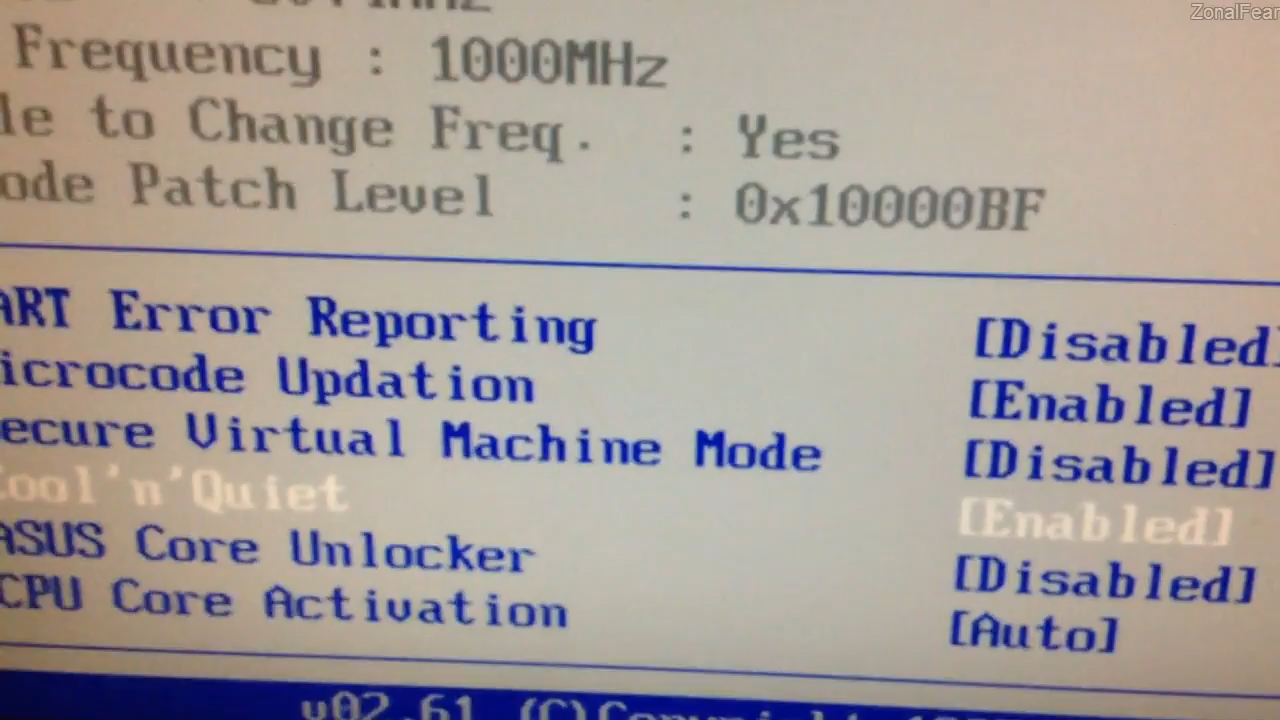 ZonalFear
Frequency : 1000MHz
le to Change Freq. : Yes
ode Patch Level : 0x10000BF
ART Error Reporting [Disabled]
icrocode Updation [Enabled]
ecure Virtual Machine Mode [Disabled]
Cool'n'Quiet [Enabled]
ASUS Core Unlocker [Disabled]
CPU Core Activation [Auto]
v02.61 (C)Copyright